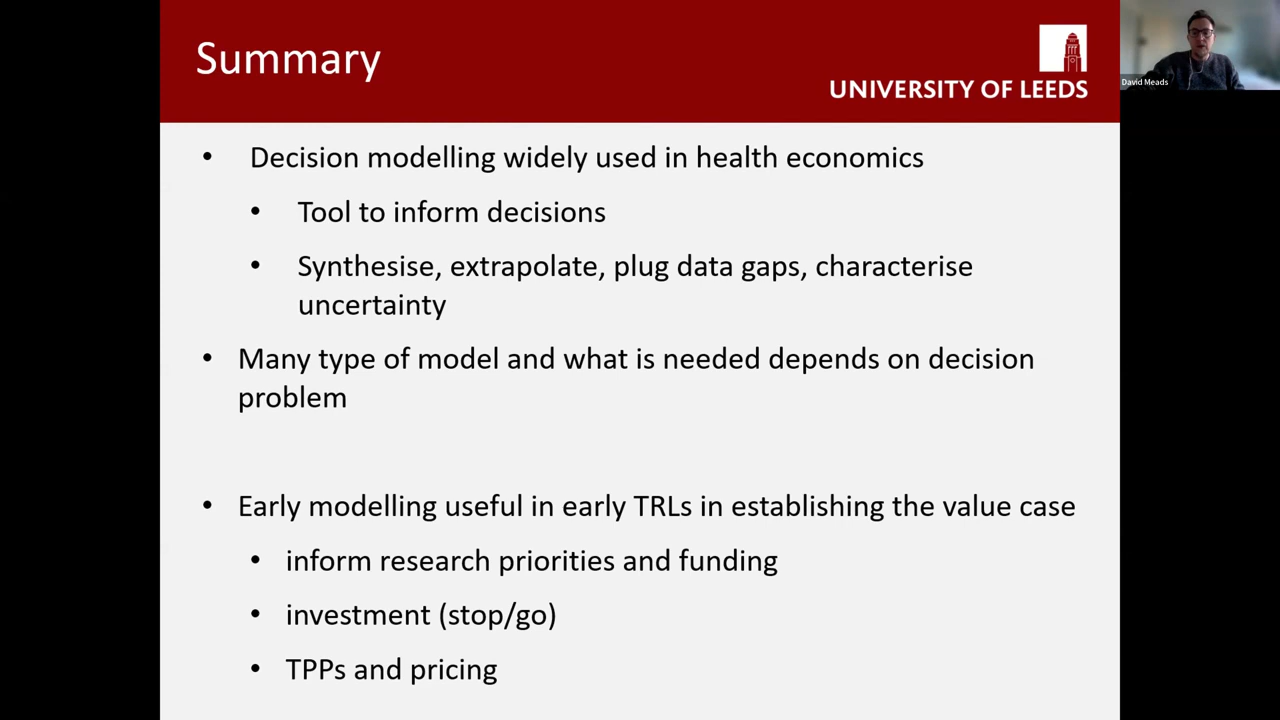 Summary
UNIVERSITY OF LEEDS
David Meads
• Decision modelling widely used in health economics
• Tool to inform decisions
• Synthesise, extrapolate, plug data gaps, characterise
uncertainty
• Many type of model and what is needed depends on decision
problem
• Early modelling useful in early TRLs in establishing the value case
• inform research priorities and funding
• investment (stop/go)
• TPPs and pricing